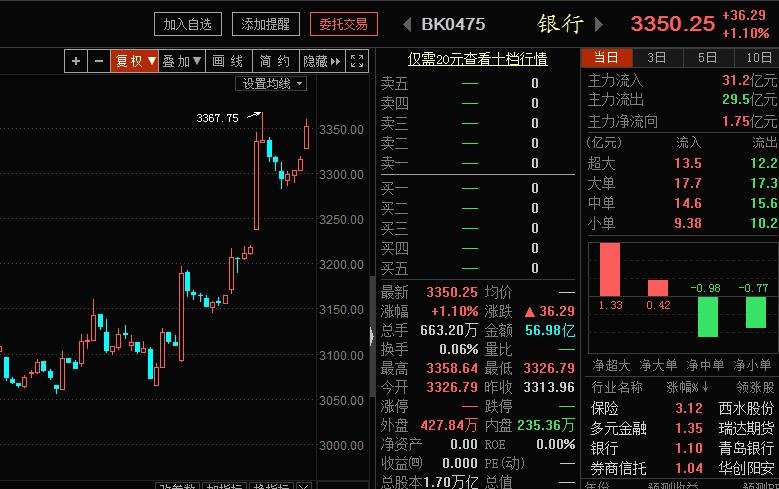 加入自选 添加提醒 委托交易 BK0475 银行 3350.25 +36.29 +1.10%
+ − 复权▼ 叠加▼ 画线 简约 隐藏
设置均线
3367.75
3350.00
3300.00
3250.00
3200.00
3150.00
3100.00
3050.00
3000.00
仅需20元查看十档行情
卖五 — 0
卖四 — 0
卖三 — 0
卖二 — 0
卖一 — 0
买一 — 0
买二 — 0
买三 — 0
买四 — 0
买五 — 0
最新 3350.25 均价 —
涨幅 +1.10% 涨跌 ▲36.29
总手 663.20万 金额 56.98亿
换手 0.06% 量比 —
最高 3358.64 最低 3326.79
今开 3326.79 昨收 3313.96
涨停 — 跌停 —
外盘 427.84万 内盘 235.36万
净资产 0.00 ROE 0.00%
收益㈣ 0.000 PE(动) —
总股本 1.70万亿 总值 —
当日 3日 5日 10日
主力流入 31.2亿元
主力流出 29.5亿元
主力净流向 1.75亿元
(亿元) 流入 流出
超大 13.5 12.2
大单 17.7 17.3
中单 14.6 15.6
小单 9.38 10.2
1.33 0.42 -0.98 -0.77
净超大 净大单 净中单 净小单
行业名称 涨幅%↓ 领涨股
保险 3.12 西水股份
多元金融 1.35 瑞达期货
银行 1.10 青岛银行
券商信托 1.04 华创阳安